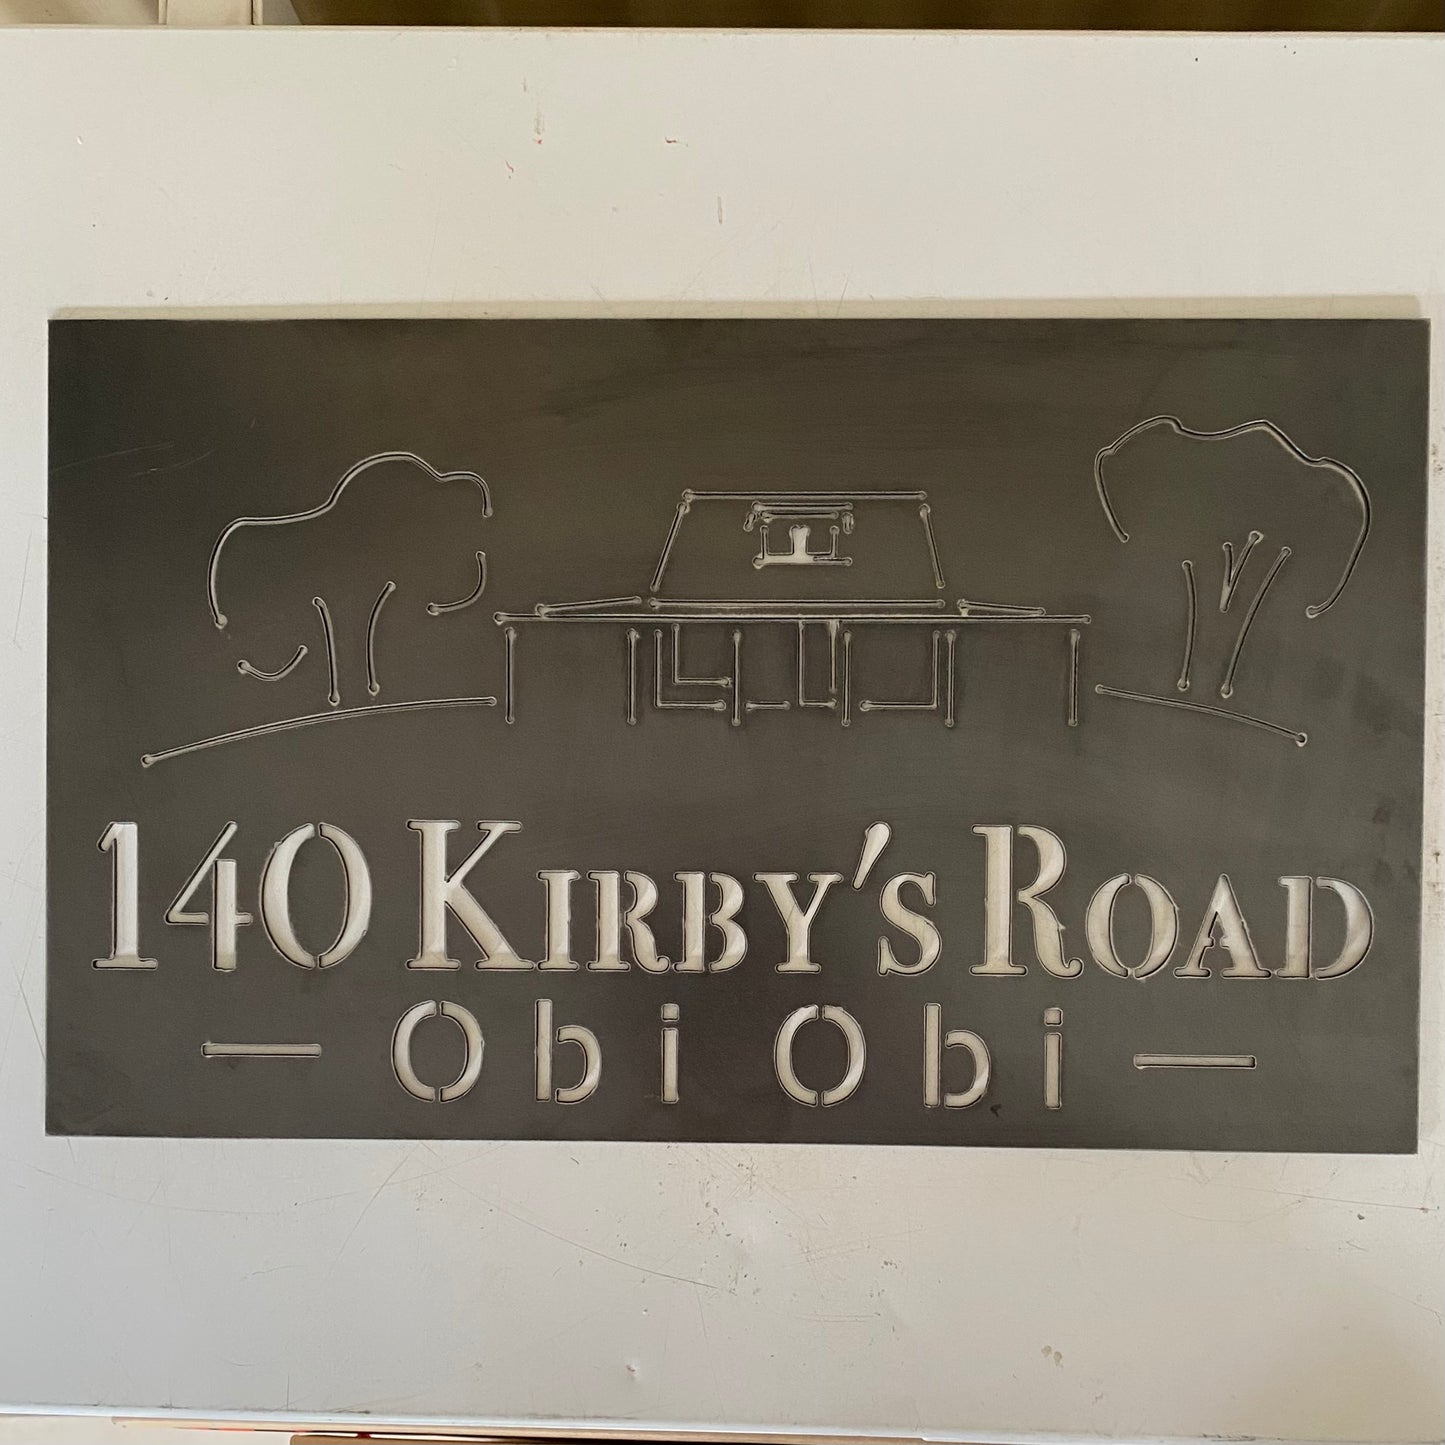 140 KIRBY'S ROAD
— Obi Obi —